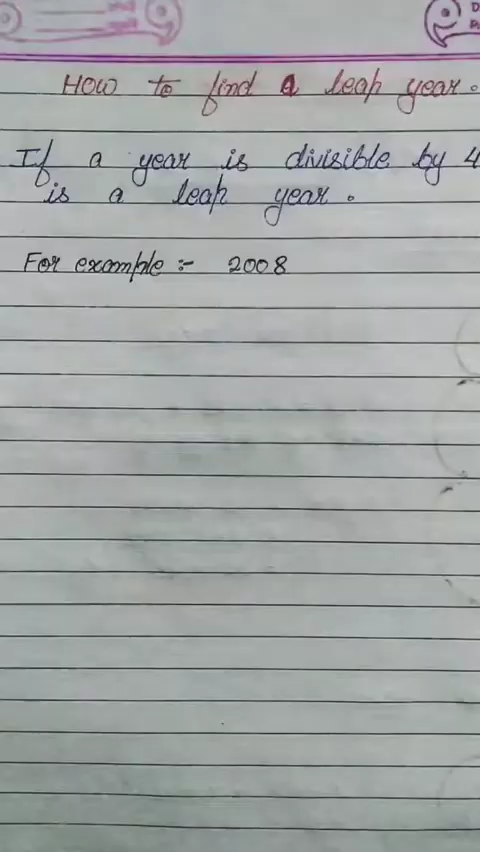 How to find a leap year.
If a year is divisible by 4
is a leap year.
For example :- 2008